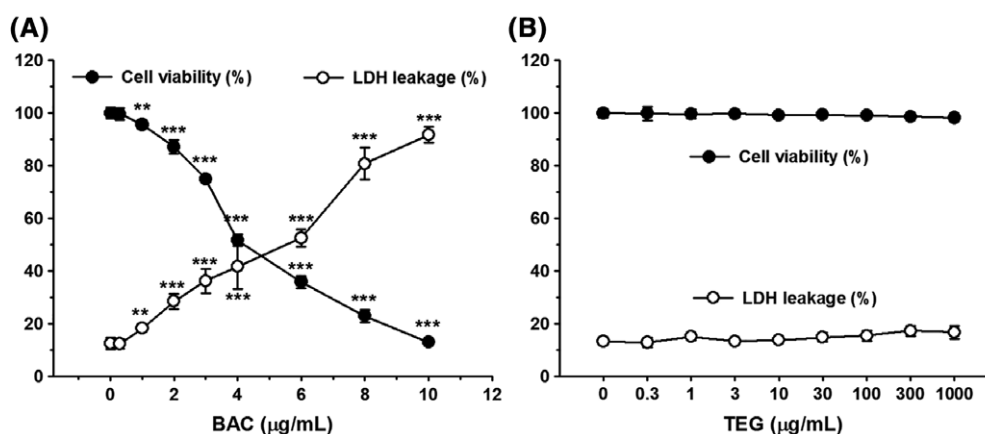 (A)
(B)
120
Cell viability (%)
LDH leakage (%)
100
**
***
***
***
80
***
***
60
***
***
40
***
***
***
***
***
20
**
***
0
0 2 4 6 8 10 12
BAC (µg/mL)
120
100
80
Cell viability (%)
60
40
LDH leakage (%)
20
0
0 0.3 1 3 10 30 100 300 1000
TEG (µg/mL)